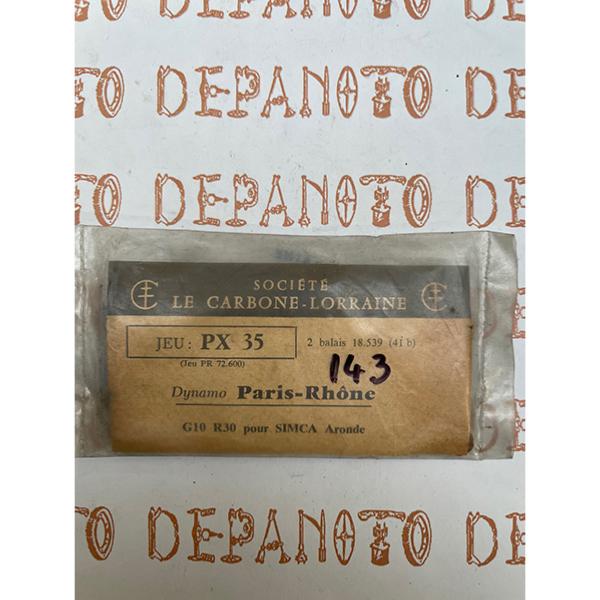 DEPANOTO
DEPANOTO
DEPANOTO
SOCIÉTÉ
LE CARBONE-LORRAINE
JEU: PX 35
2 balais 18.539 (41 b)
(Jeu PR 72.600)
143
Dynamo Paris-Rhône
G10 R30 pour SIMCA Aronde
DEPANOTO